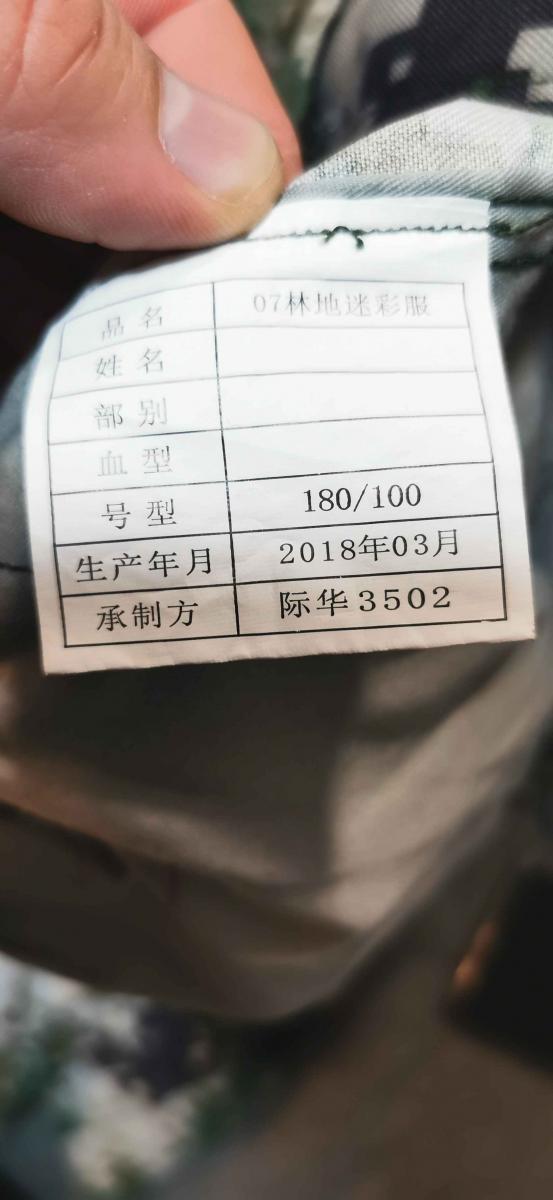 品名 07林地迷彩服
姓名
部别
血型
号型 180/100
生产年月 2018年03月
承制方 际华3502